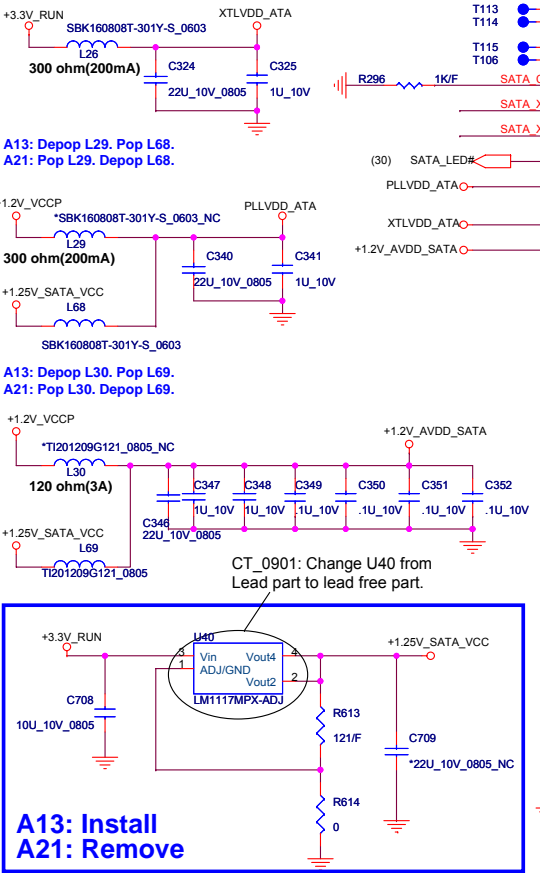 +3.3V_RUN
SBK160808T-301Y-S_0603
XTLVDD_ATA
L26
300 ohm(200mA)
C324
22U_10V_0805
C325
1U_10V
A13: Depop L29. Pop L68.
A21: Pop L29. Depop L68.
T113
T114
T115
T106
R296
1K/F
SATA_
SATA_X
SATA_X
(30)
SATA_LED#
PLLVDD_ATA
XTLVDD_ATA
+1.2V_AVDD_SATA
1.2V_VCCP
*SBK160808T-301Y-S_0603_NC
PLLVDD_ATA
L29
300 ohm(200mA)
C340
22U_10V_0805
C341
1U_10V
+1.25V_SATA_VCC
L68
SBK160808T-301Y-S_0603
A13: Depop L30. Pop L69.
A21: Pop L30. Depop L69.
+1.2V_VCCP
+1.2V_AVDD_SATA
*TI201209G121_0805_NC
L30
120 ohm(3A)
C346
22U_10V_0805
C347
1U_10V
C348
1U_10V
C349
.1U_10V
C350
.1U_10V
C351
.1U_10V
C352
.1U_10V
+1.25V_SATA_VCC
L69
TI201209G121_0805
CT_0901: Change U40 from
Lead part to lead free part.
+3.3V_RUN
U40
+1.25V_SATA_VCC
3
Vin
Vout4
4
1
ADJ/GND
Vout2
2
LM1117MPX-ADJ
C708
10U_10V_0805
R613
121/F
C709
*22U_10V_0805_NC
R614
0
A13: Install
A21: Remove